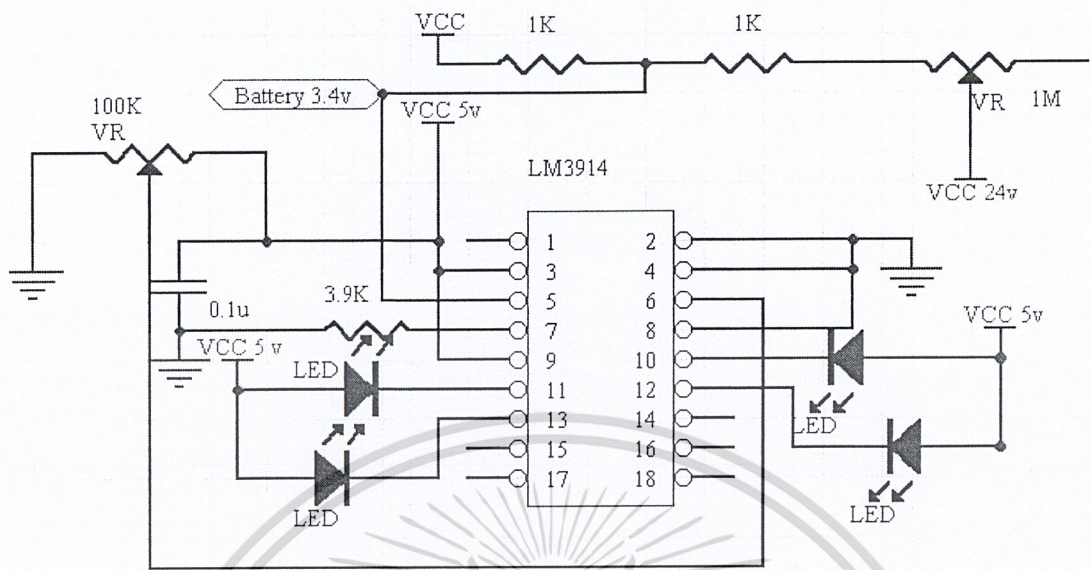 VCC
1K
1K
Battery 3.4v
VCC 5v
VR
1M
100K
VR
LM3914
VCC 24v
1
2
3
4
3.9K
5
6
0.1u
7
8
VCC 5v
VCC 5 v
9
10
LED
11
12
13
14
LED
15
16
17
18
LED
LED